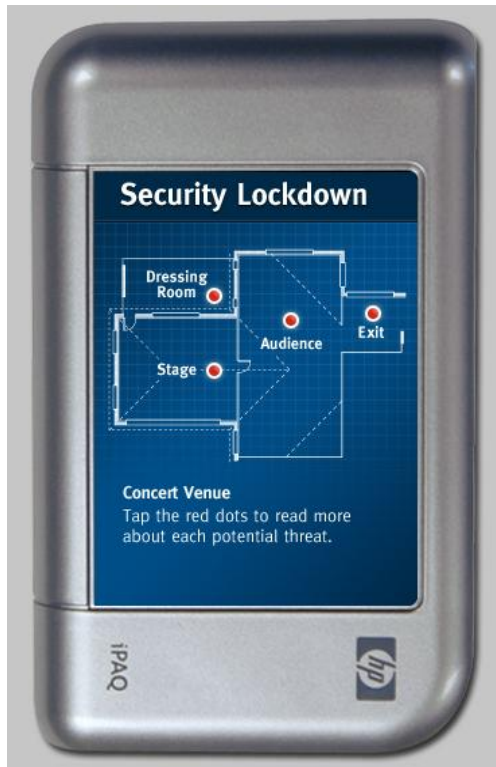 Security Lockdown
Dressing
Room
Audience
Exit
Stage
Concert Venue
Tap the red dots to read more
about each potential threat.
iPAQ
hp